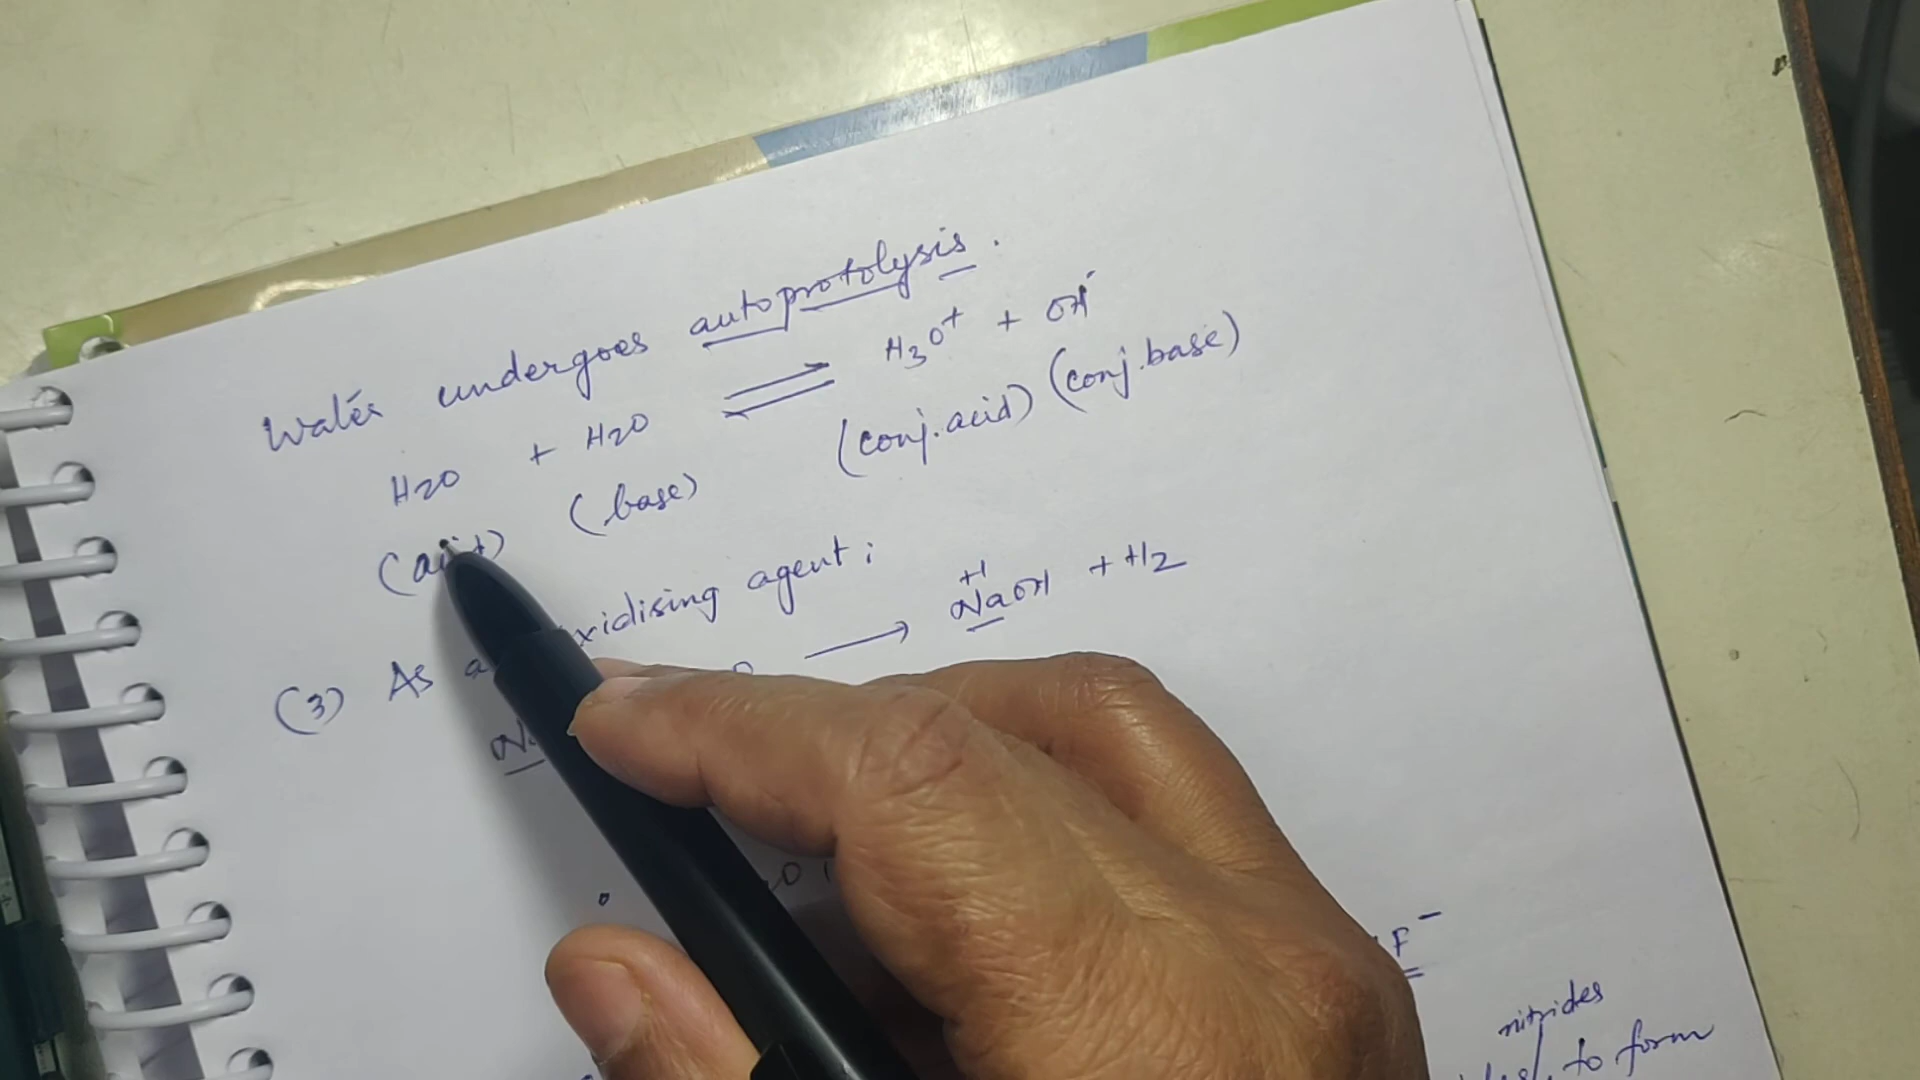 Water undergoes autoprotolysis.
H2O + H2O ⇌ H3O+ + OH-
(acid) (base) (conj. acid) (conj. base)
(3) As oxidising agent :
+1
⟶ NaOH + H2
F-
nitrides
to form